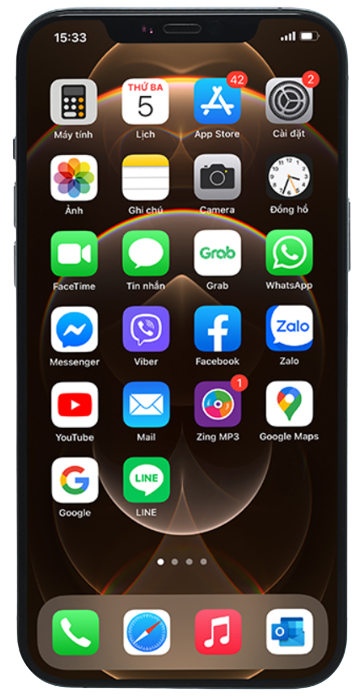 15:33
THỨ BA
5
42
2
Máy tính
Lịch
App Store
Cài đặt
Ảnh
Ghi chú
Camera
Đồng hồ
Grab
FaceTime
Tin nhắn
Grab
WhatsApp
Zalo
Messenger
Viber
Facebook
Zalo
1
YouTube
Mail
Zing MP3
Google Maps
LINE
Google
LINE